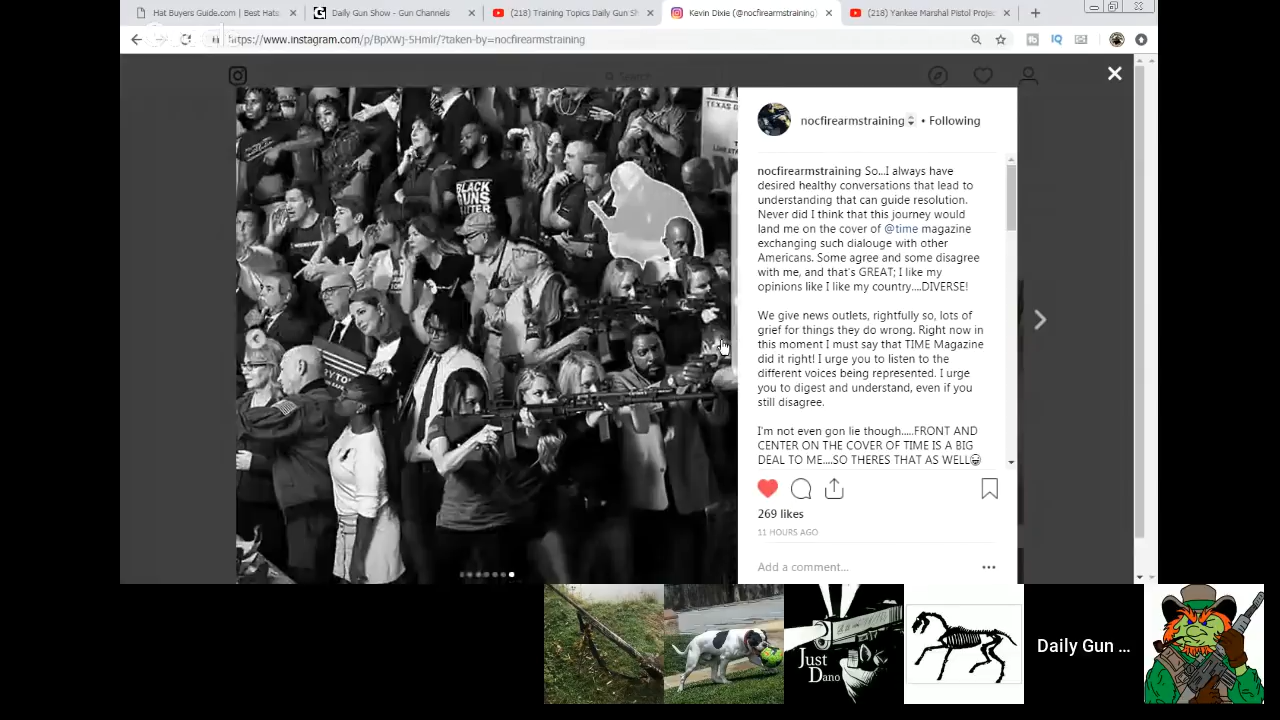 Hat Buyers Guide.com | Best Hats
Daily Gun Show - Gun Channels
(218) Training Topics Daily Gun Sh
Kevin Dixie (@nocfirearmstraining)
(218) Yankee Marshal Pistol Projec
https://www.instagram.com/p/BpXWj-5Hmlr/?taken-by=nocfirearmstraining
Search
nocfirearmstraining • Following
nocfirearmstraining So...I always have
desired healthy conversations that lead to
understanding that can guide resolution.
Never did I think that this journey would
land me on the cover of @time magazine
exchanging such dialouge with other
Americans. Some agree and some disagree
with me, and that's GREAT; I like my
opinions like I like my country....DIVERSE!
We give news outlets, rightfully so, lots of
grief for things they do wrong. Right now in
this moment I must say that TIME Magazine
did it right! I urge you to listen to the
different voices being represented. I urge
you to digest and understand, even if you
still disagree.
I'm not even gon lie though.....FRONT AND
CENTER ON THE COVER OF TIME IS A BIG
DEAL TO ME....SO THERES THAT AS WELL😀
269 likes
11 HOURS AGO
Add a comment...
TEXAS
BLACK
GUNS
Just
Dano
Daily Gun ...